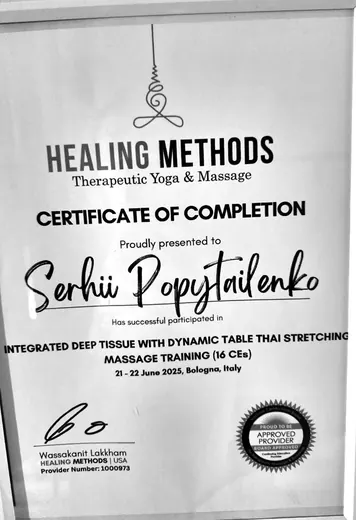 HEALING METHODS
Therapeutic Yoga & Massage
CERTIFICATE OF COMPLETION
Proudly presented to
Serhii Popytailenko
Has successful participated in
INTEGRATED DEEP TISSUE WITH DYNAMIC TABLE THAI STRETCHING
MASSAGE TRAINING (16 CEs)
21 - 22 June 2025, Bologna, Italy
Wassakanit Lakkham
HEALING METHODS | USA
Provider Number: 1000973
PROUD TO BE
APPROVED
PROVIDER
BOARD APPROVED